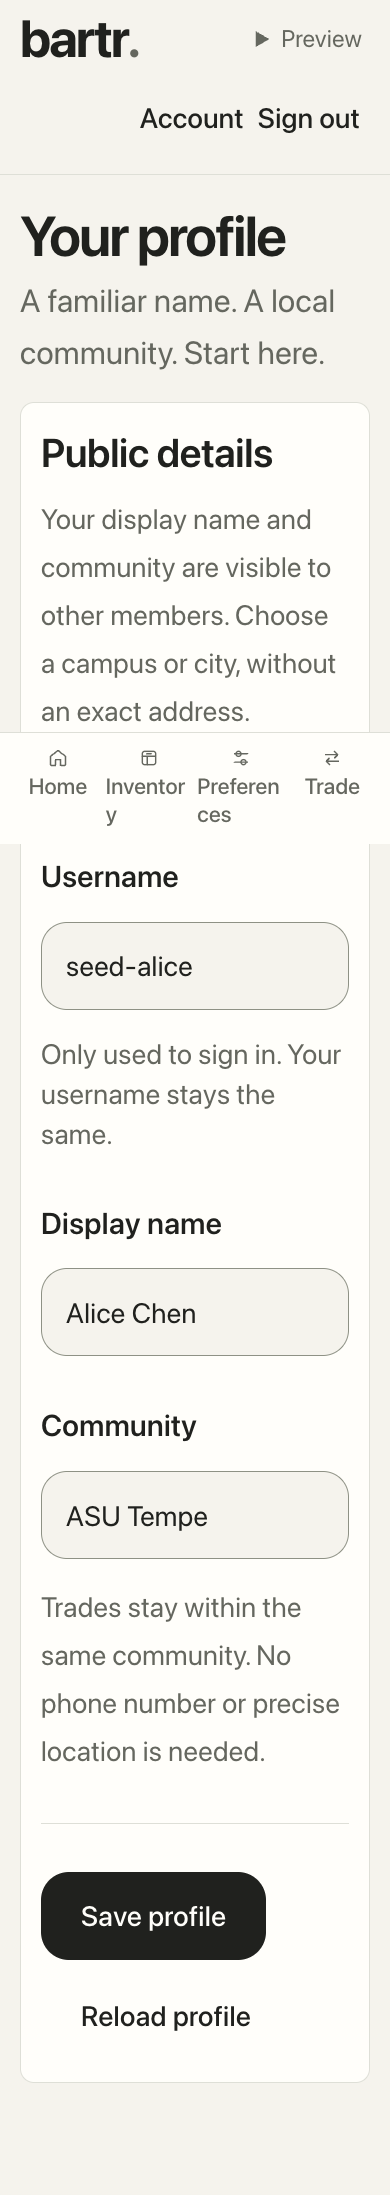 bartr.
▶ Preview
Account Sign out
Your profile
A familiar name. A local
community. Start here.
Public details
Your display name and
community are visible to
other members. Choose
a campus or city, without
an exact address.
Home
Inventor
y
Preferen
ces
Trade
Username
seed-alice
Only used to sign in. Your
username stays the
same.
Display name
Alice Chen
Community
ASU Tempe
Trades stay within the
same community. No
phone number or precise
location is needed.
Save profile
Reload profile